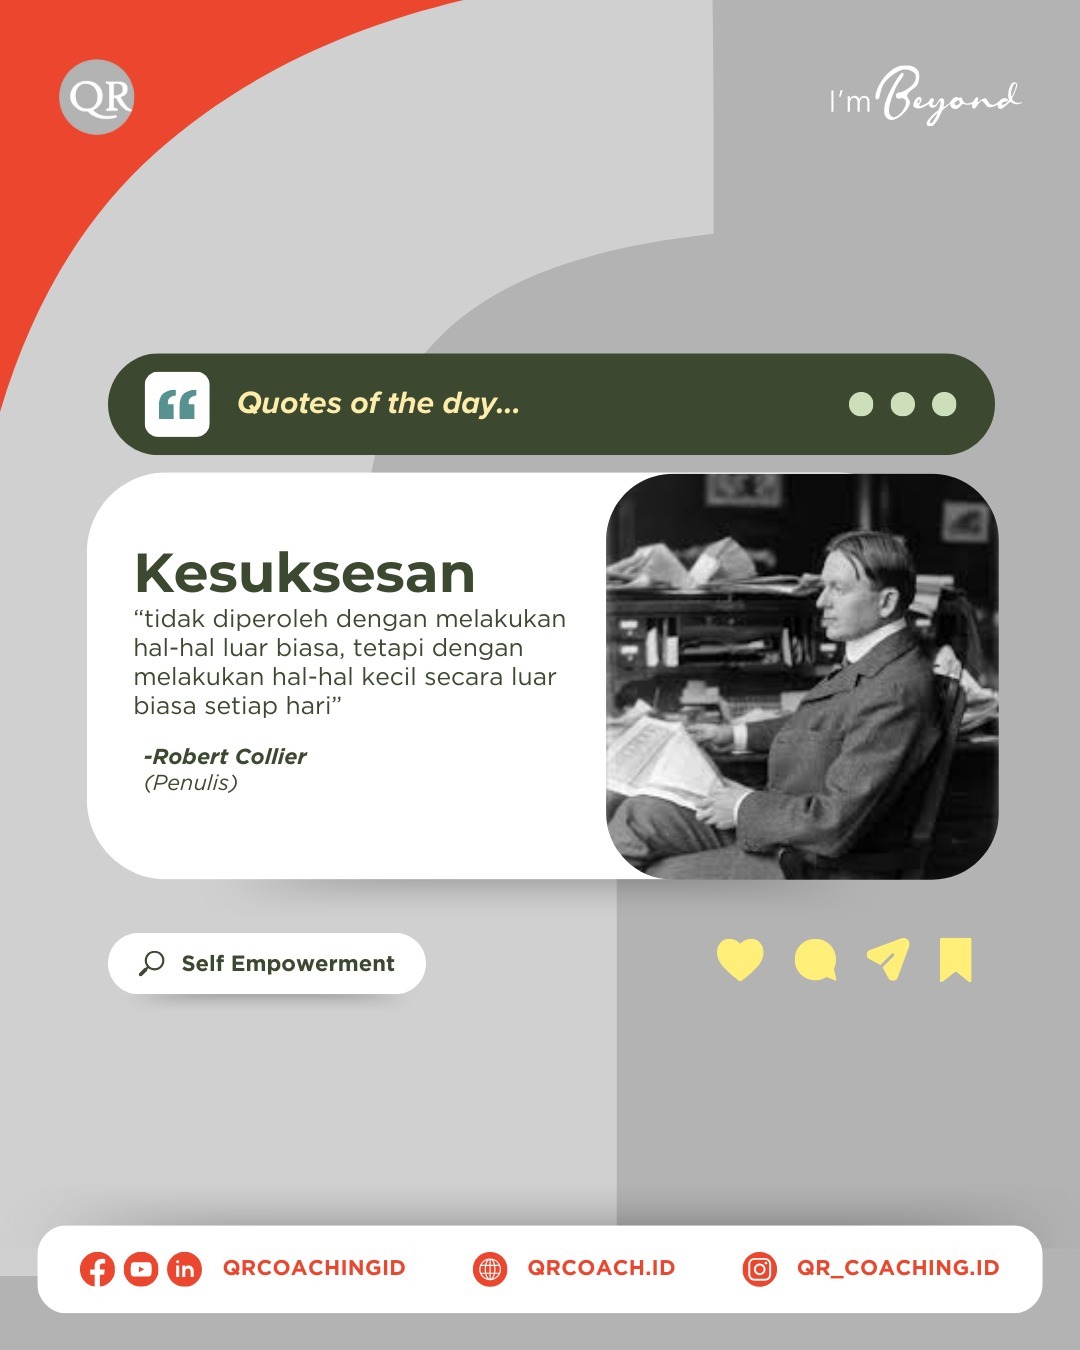 QR
I'm Beyond
Quotes of the day...
Kesuksesan
“tidak diperoleh dengan melakukan
hal-hal luar biasa, tetapi dengan
melakukan hal-hal kecil secara luar
biasa setiap hari”
-Robert Collier
(Penulis)
Self Empowerment
QRCOACHINGID
QRCOACH.ID
QR_COACHING.ID